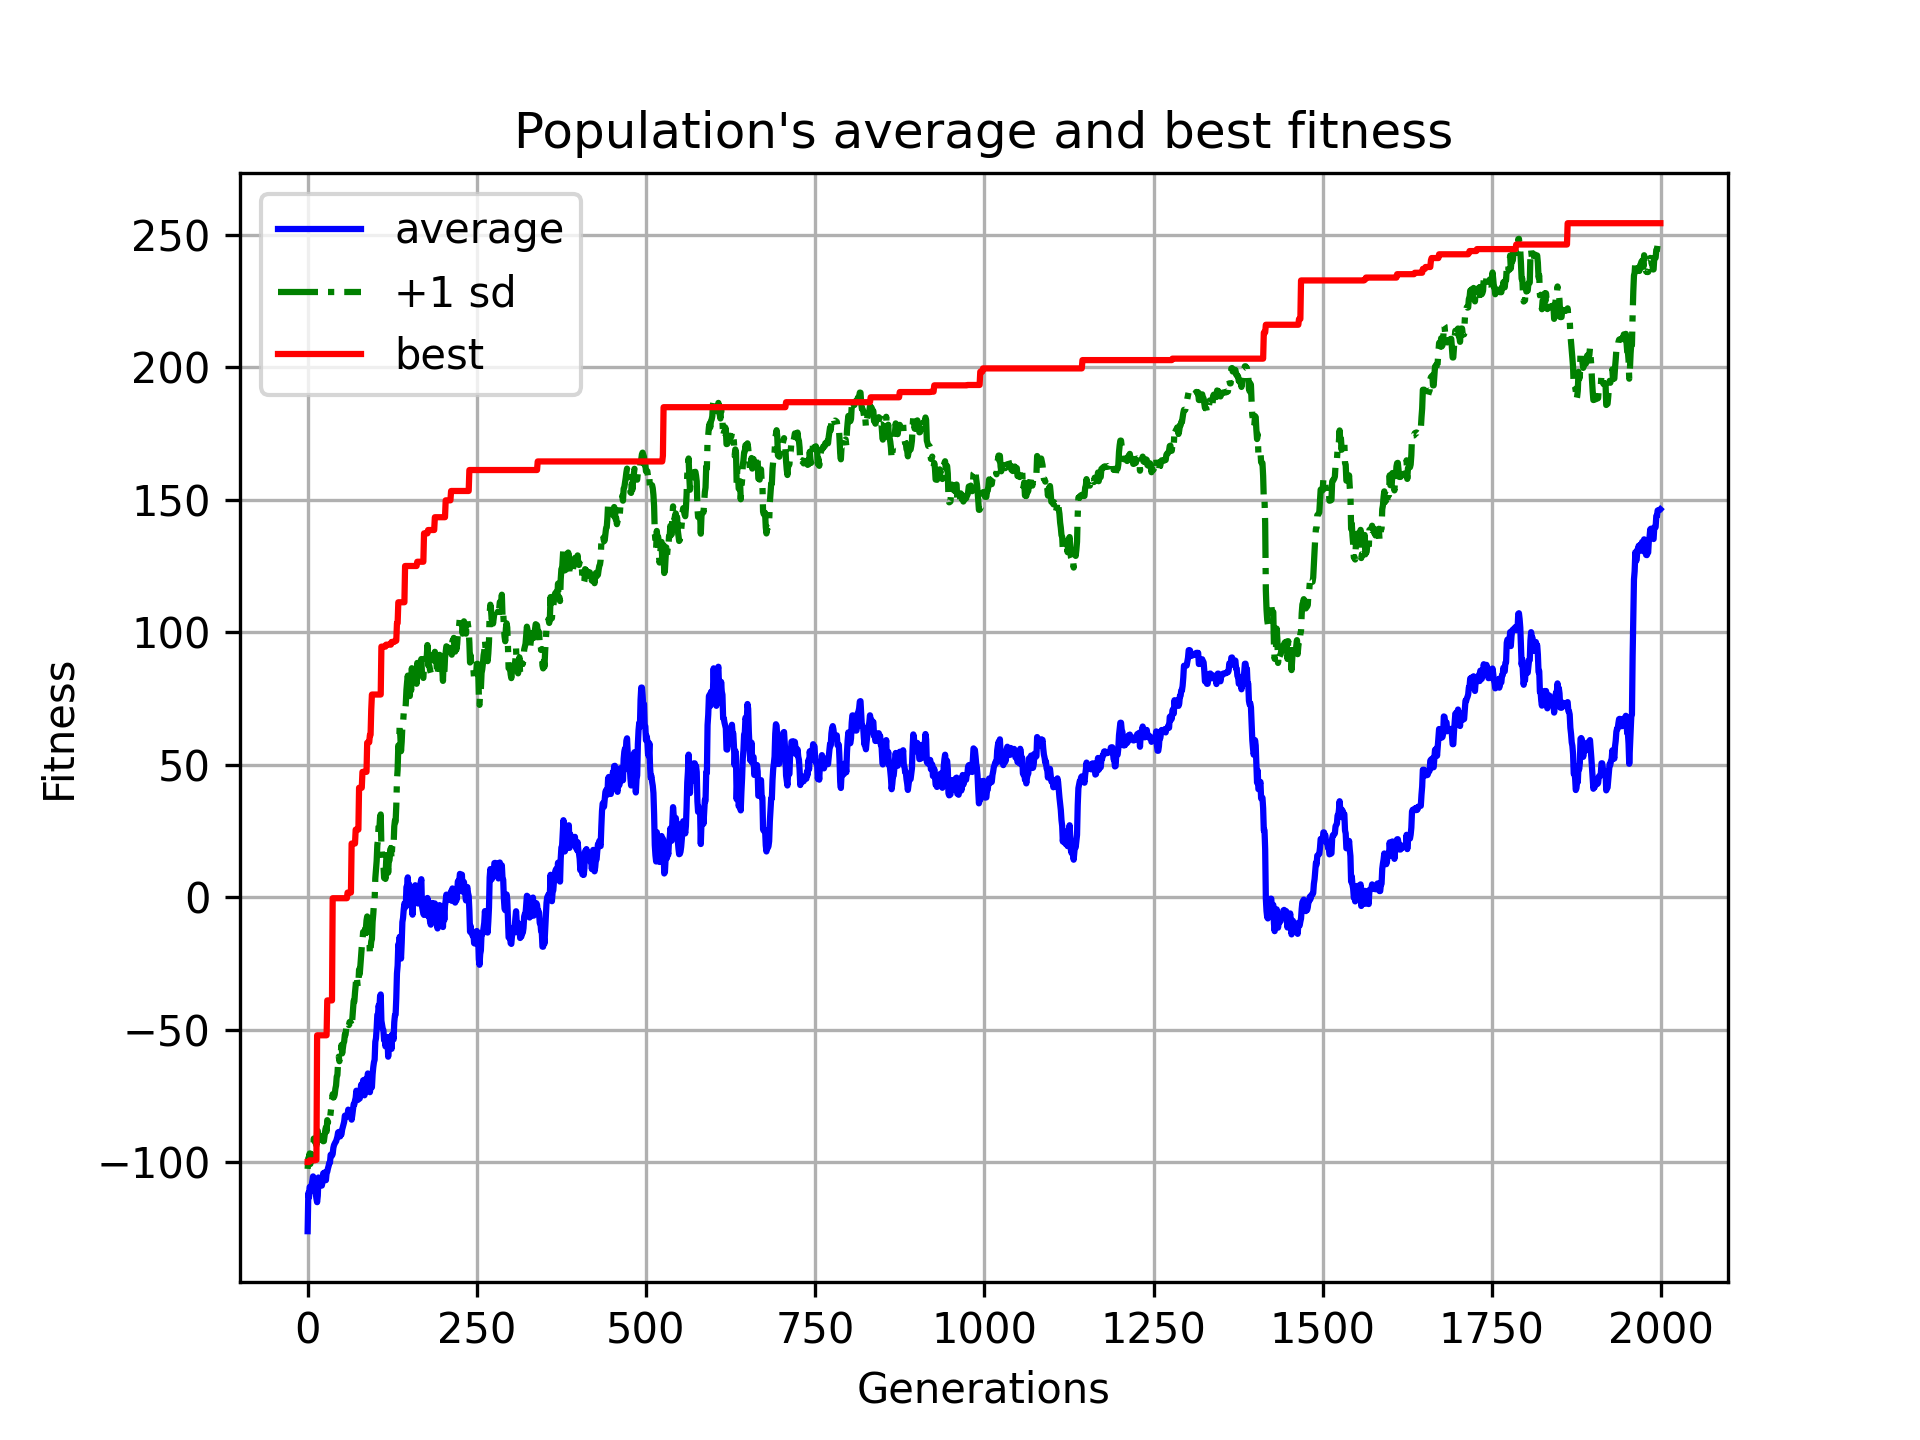 Population's average and best fitness
average
+1 sd
best
250
200
150
100
50
0
−50
−100
Fitness
0 250 500 750 1000 1250 1500 1750 2000
Generations